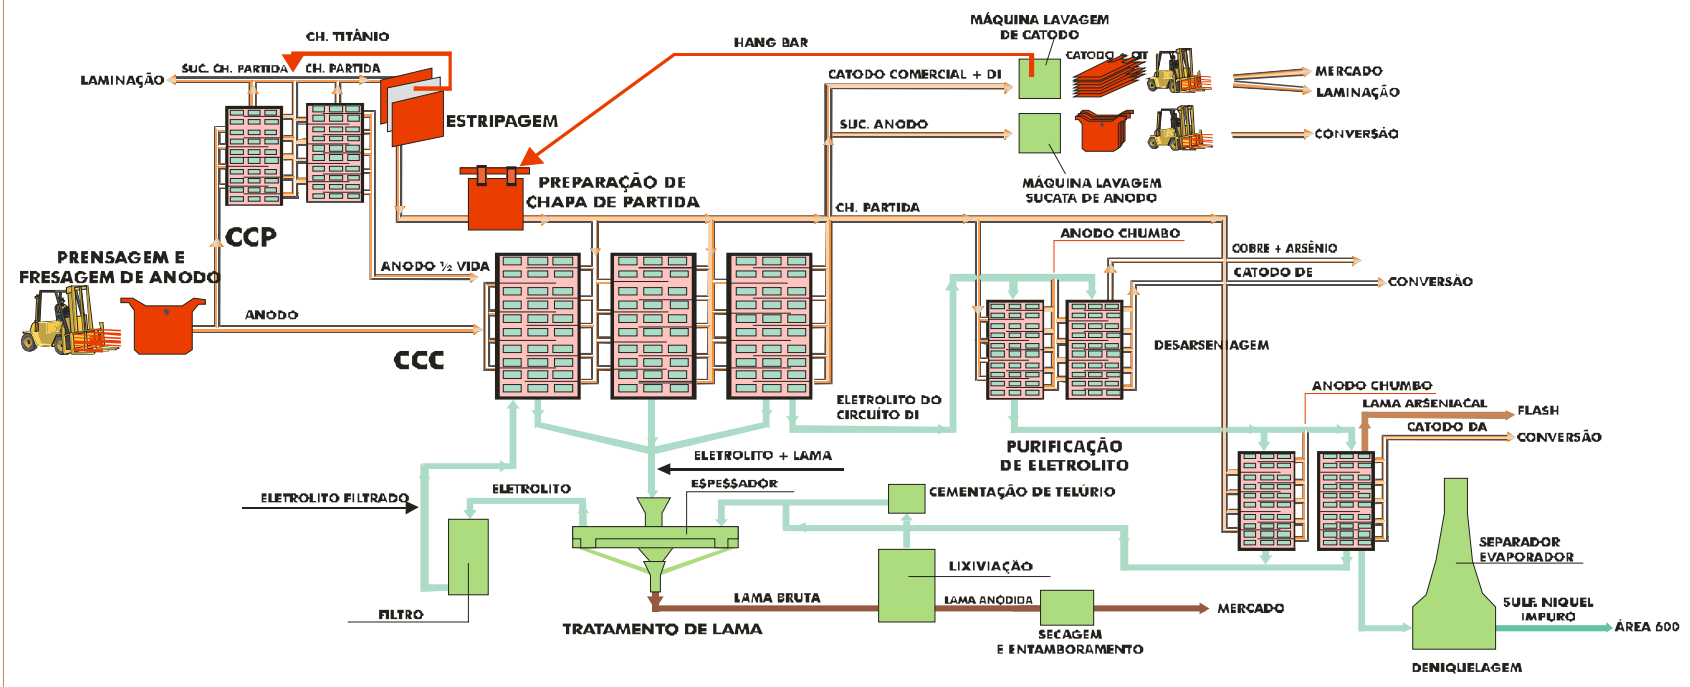 MÁQUINA LAVAGEM
DE CATODO
CH. TITÂNIO
HANG BAR
SUC. CH. PARTIDA
CH. PARTIDA
LAMINAÇÃO
CATODO COMERCIAL + DI
MERCADO
LAMINAÇÃO
ESTRIPAGEM
SUC. ANODO
CONVERSÃO
PREPARAÇÃO DE
CHAPA DE PARTIDA
MÁQUINA LAVAGEM
SUCATA DE ANODO
CH. PARTIDA
CCP
ANODO CHUMBO
COBRE + ARSÊNIO
PRENSAGEM E
FRESAGEM DE ANODO
ANODO ½ VIDA
CATODO DE
CONVERSÃO
ANODO
CCC
DESARSENIAGEM
ELETROLITO DO
CIRCUÍTO DI
ANODO CHUMBO
LAMA ARSENIACAL
FLASH
CATODO DA
CONVERSÃO
PURIFICAÇÃO
DE ELETROLITO
ELETROLITO + LAMA
ELETROLITO FILTRADO
ELETROLITO
ESPESSADOR
CEMENTAÇÃO DE TELÚRIO
SEPARADOR
EVAPORADOR
LIXIVIAÇÃO
FILTRO
LAMA BRUTA
LAMA ANÓDIDA
MERCADO
SULF. NIQUEL
IMPURO
ÁREA 600
TRATAMENTO DE LAMA
SECAGEM
E ENTAMBORAMENTO
DENIQUELAGEM